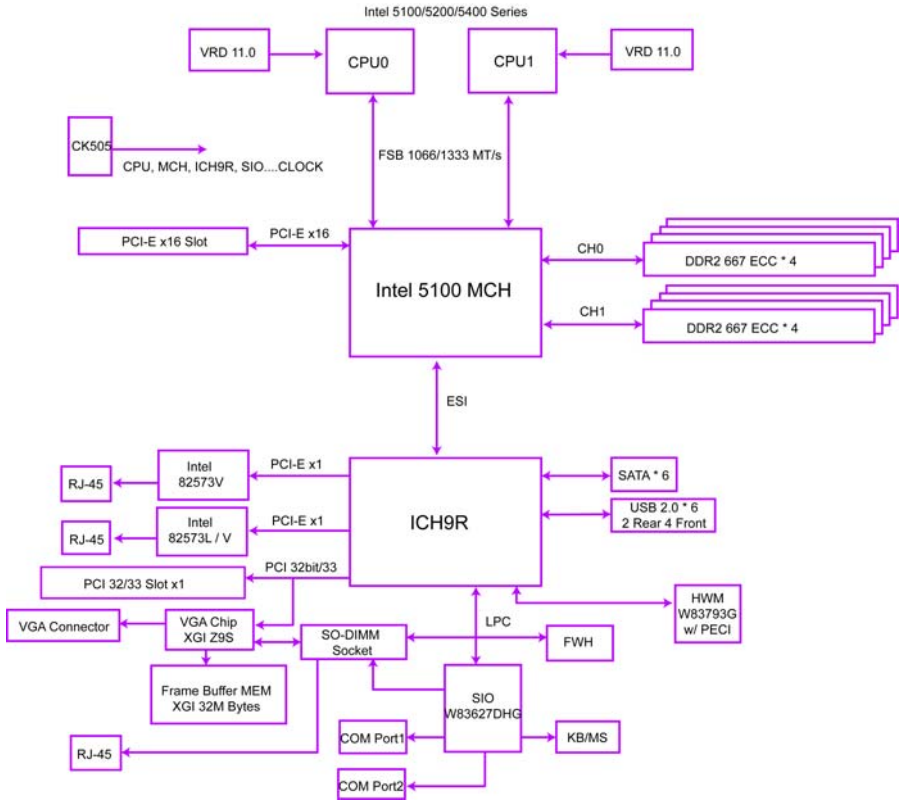 Intel 5100/5200/5400 Series
VRD 11.0
CPU0
CPU1
VRD 11.0
CK505
CPU, MCH, ICH9R, SIO....CLOCK
FSB 1066/1333 MT/s
PCI-E x16 Slot
PCI-E x16
Intel 5100 MCH
CH0
DDR2 667 ECC * 4
CH1
DDR2 667 ECC * 4
ESI
RJ-45
Intel
82573V
PCI-E x1
ICH9R
SATA * 6
USB 2.0 * 6
2 Rear 4 Front
RJ-45
Intel
82573L / V
PCI-E x1
PCI 32/33 Slot x1
PCI 32bit/33
VGA Connector
VGA Chip
XGI Z9S
SO-DIMM
Socket
LPC
FWH
HWM
W83793G
w/ PECI
Frame Buffer MEM
XGI 32M Bytes
SIO
W83627DHG
RJ-45
COM Port1
KB/MS
COM Port2